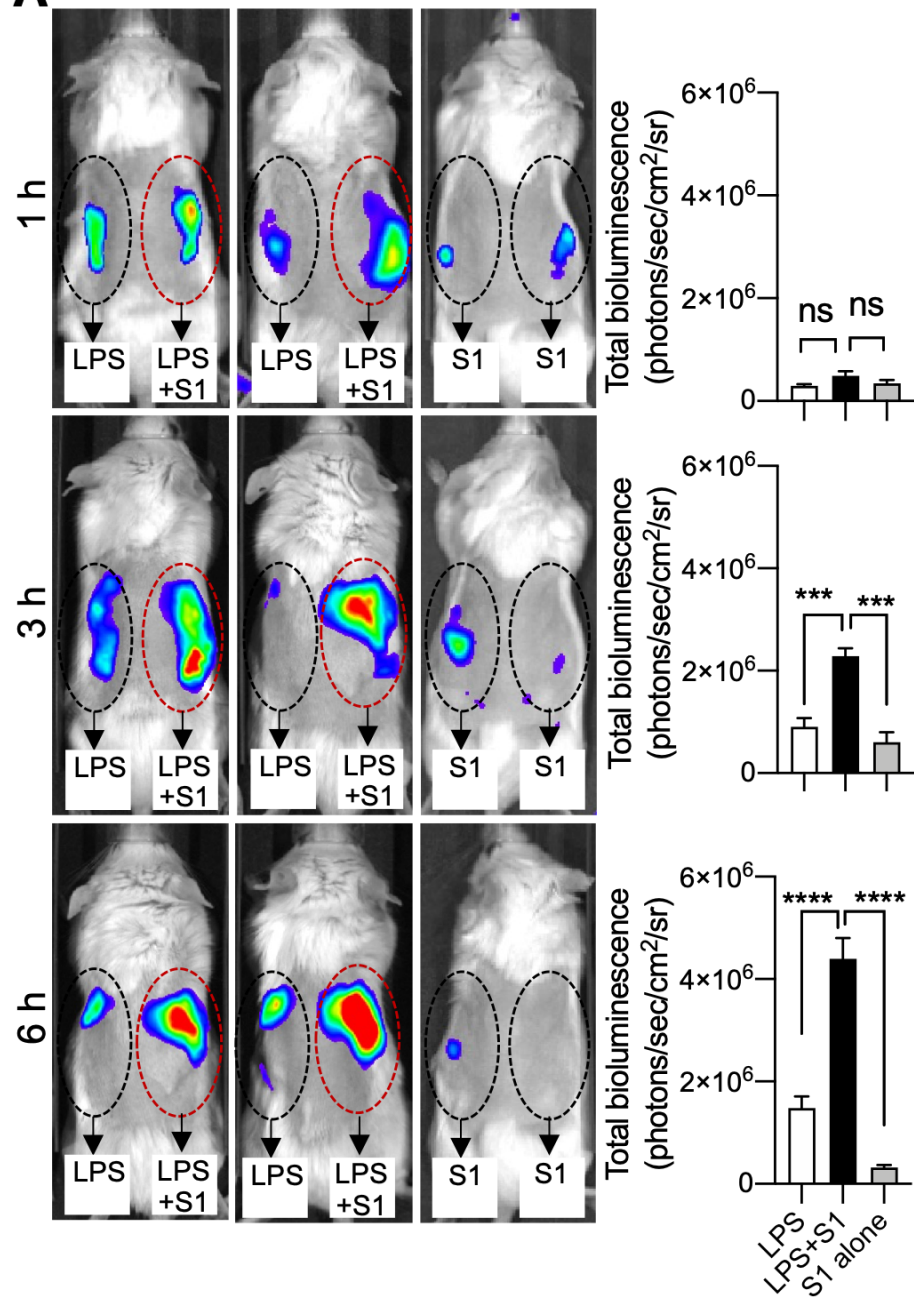 A
1 h
LPS
LPS
+S1
LPS
LPS
+S1
S1
S1
Total bioluminescence
(photons/sec/cm²/sr)
6×10⁶
4×10⁶
2×10⁶
0
ns
ns
3 h
LPS
LPS
+S1
LPS
LPS
+S1
S1
S1
Total bioluminescence
(photons/sec/cm²/sr)
6×10⁶
4×10⁶
2×10⁶
0
***
***
6 h
LPS
LPS
+S1
LPS
LPS
+S1
S1
S1
Total bioluminescence
(photons/sec/cm²/sr)
6×10⁶
4×10⁶
2×10⁶
0
****
****
LPS
LPS+S1
S1 alone